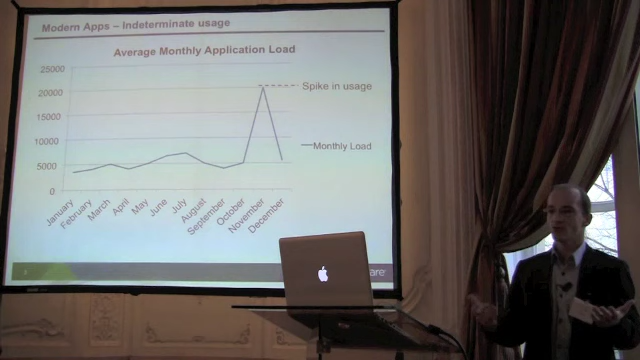 Modern Apps – Indeterminate usage
Average Monthly Application Load
25000
20000
15000
10000
5000
0
Spike in usage
Monthly Load
January
February
March
April
May
June
July
August
September
October
November
December